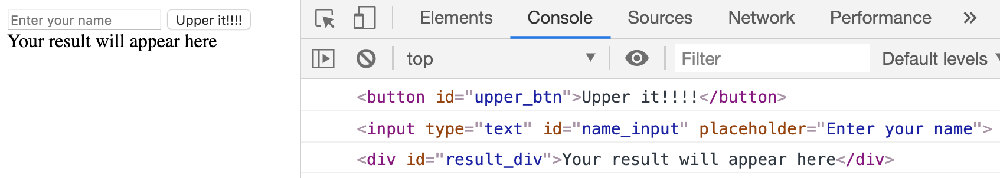 Enter your name Upper it!!!!
Your result will appear here
Elements Console Sources Network Performance »
top Filter Default levels
<button id="upper_btn">Upper it!!!!</button>
<input type="text" id="name_input" placeholder="Enter your name">
<div id="result_div">Your result will appear here</div>